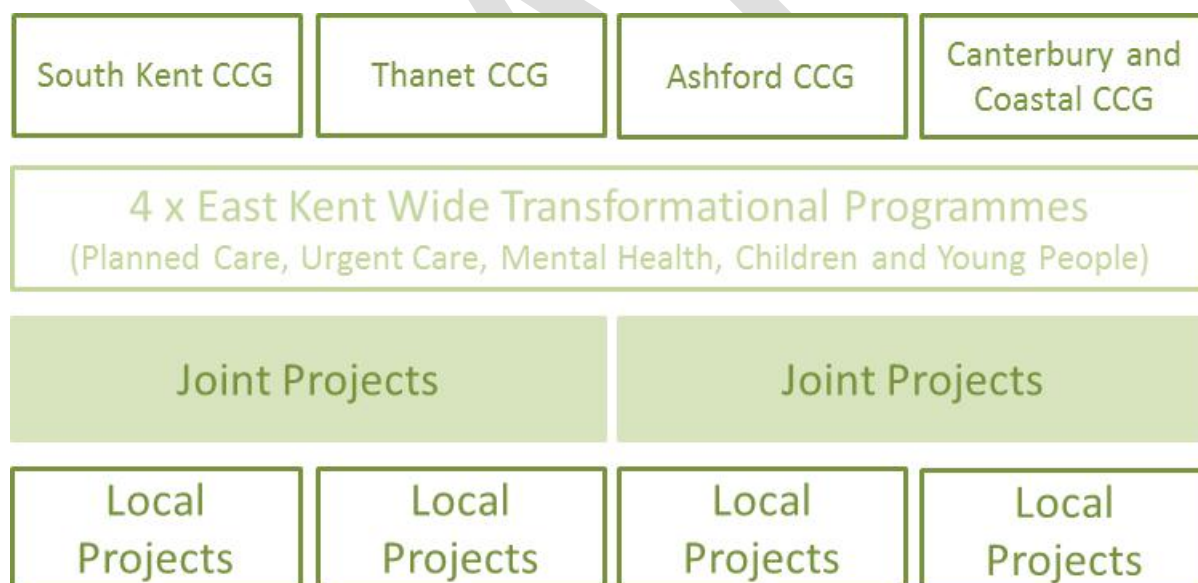 South Kent CCG
Thanet CCG
Ashford CCG
Canterbury and
Coastal CCG
4 x East Kent Wide Transformational Programmes
(Planned Care, Urgent Care, Mental Health, Children and Young People)
Joint Projects
Joint Projects
Local
Projects
Local
Projects
Local
Projects
Local
Projects